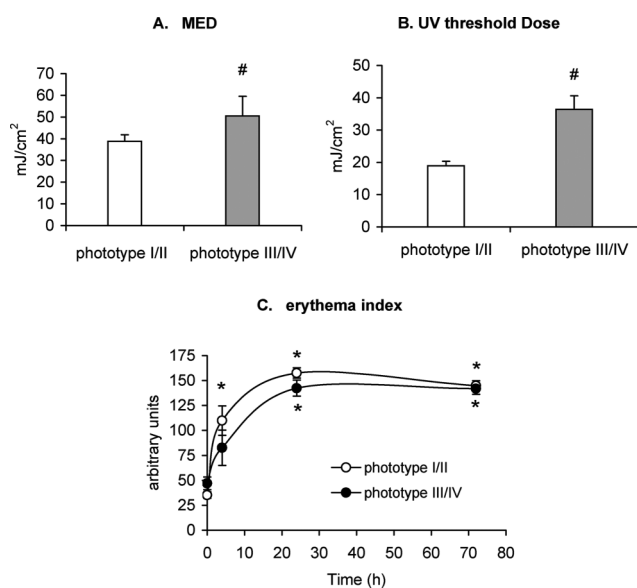 A. MED
#
70
60
50
40
30
20
10
0
mJ/cm²
phototype I/II phototype III/IV
B. UV threshold Dose
#
50
40
30
20
10
0
mJ/cm²
phototype I/II phototype III/IV
C. erythema index
175
150
125
100
75
50
25
0
arbitrary units
* * *
* *
phototype I/II
phototype III/IV
0 10 20 30 40 50 60 70 80
Time (h)